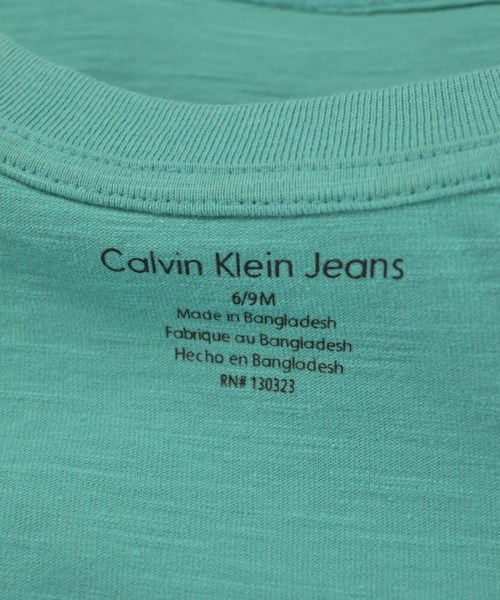 Calvin Klein Jeans
6/9M
Made in Bangladesh
Fabrique au Bangladesh
Hecho en Bangladesh
RN# 130323